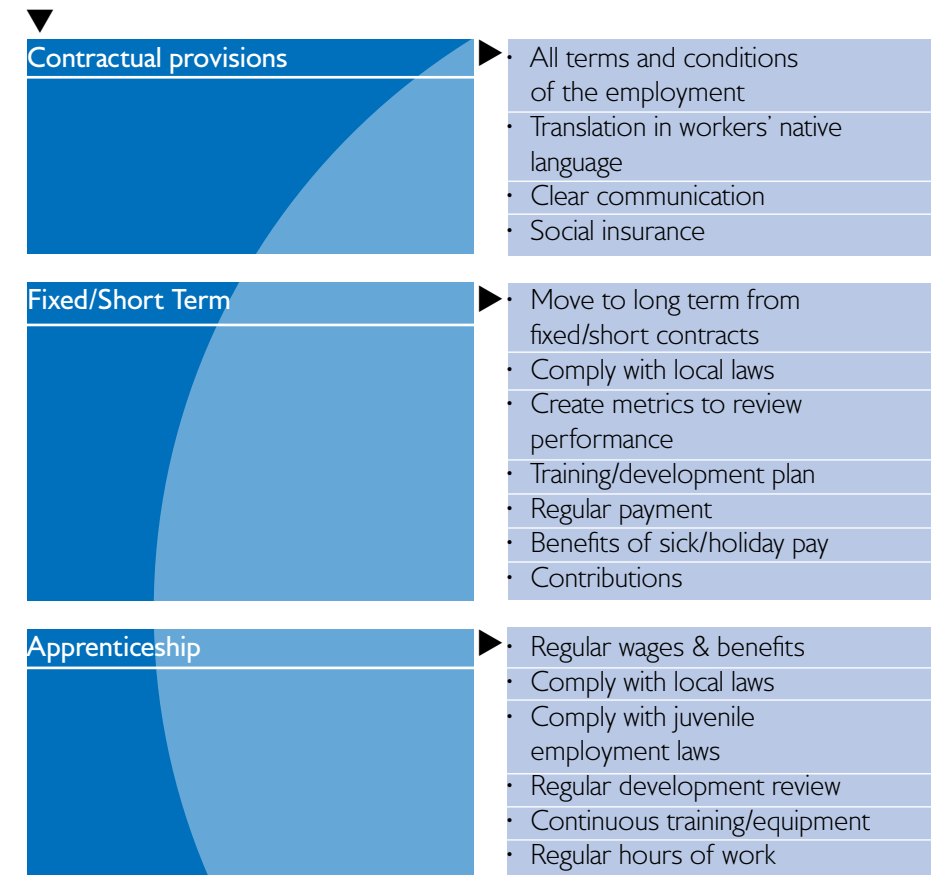 Contractual provisions
· All terms and conditions
of the employment
· Translation in workers' native
language
· Clear communication
· Social insurance
Fixed/Short Term
· Move to long term from
fixed/short contracts
· Comply with local laws
· Create metrics to review
performance
· Training/development plan
· Regular payment
· Benefits of sick/holiday pay
· Contributions
Apprenticeship
· Regular wages & benefits
· Comply with local laws
· Comply with juvenile
employment laws
· Regular development review
· Continuous training/equipment
· Regular hours of work